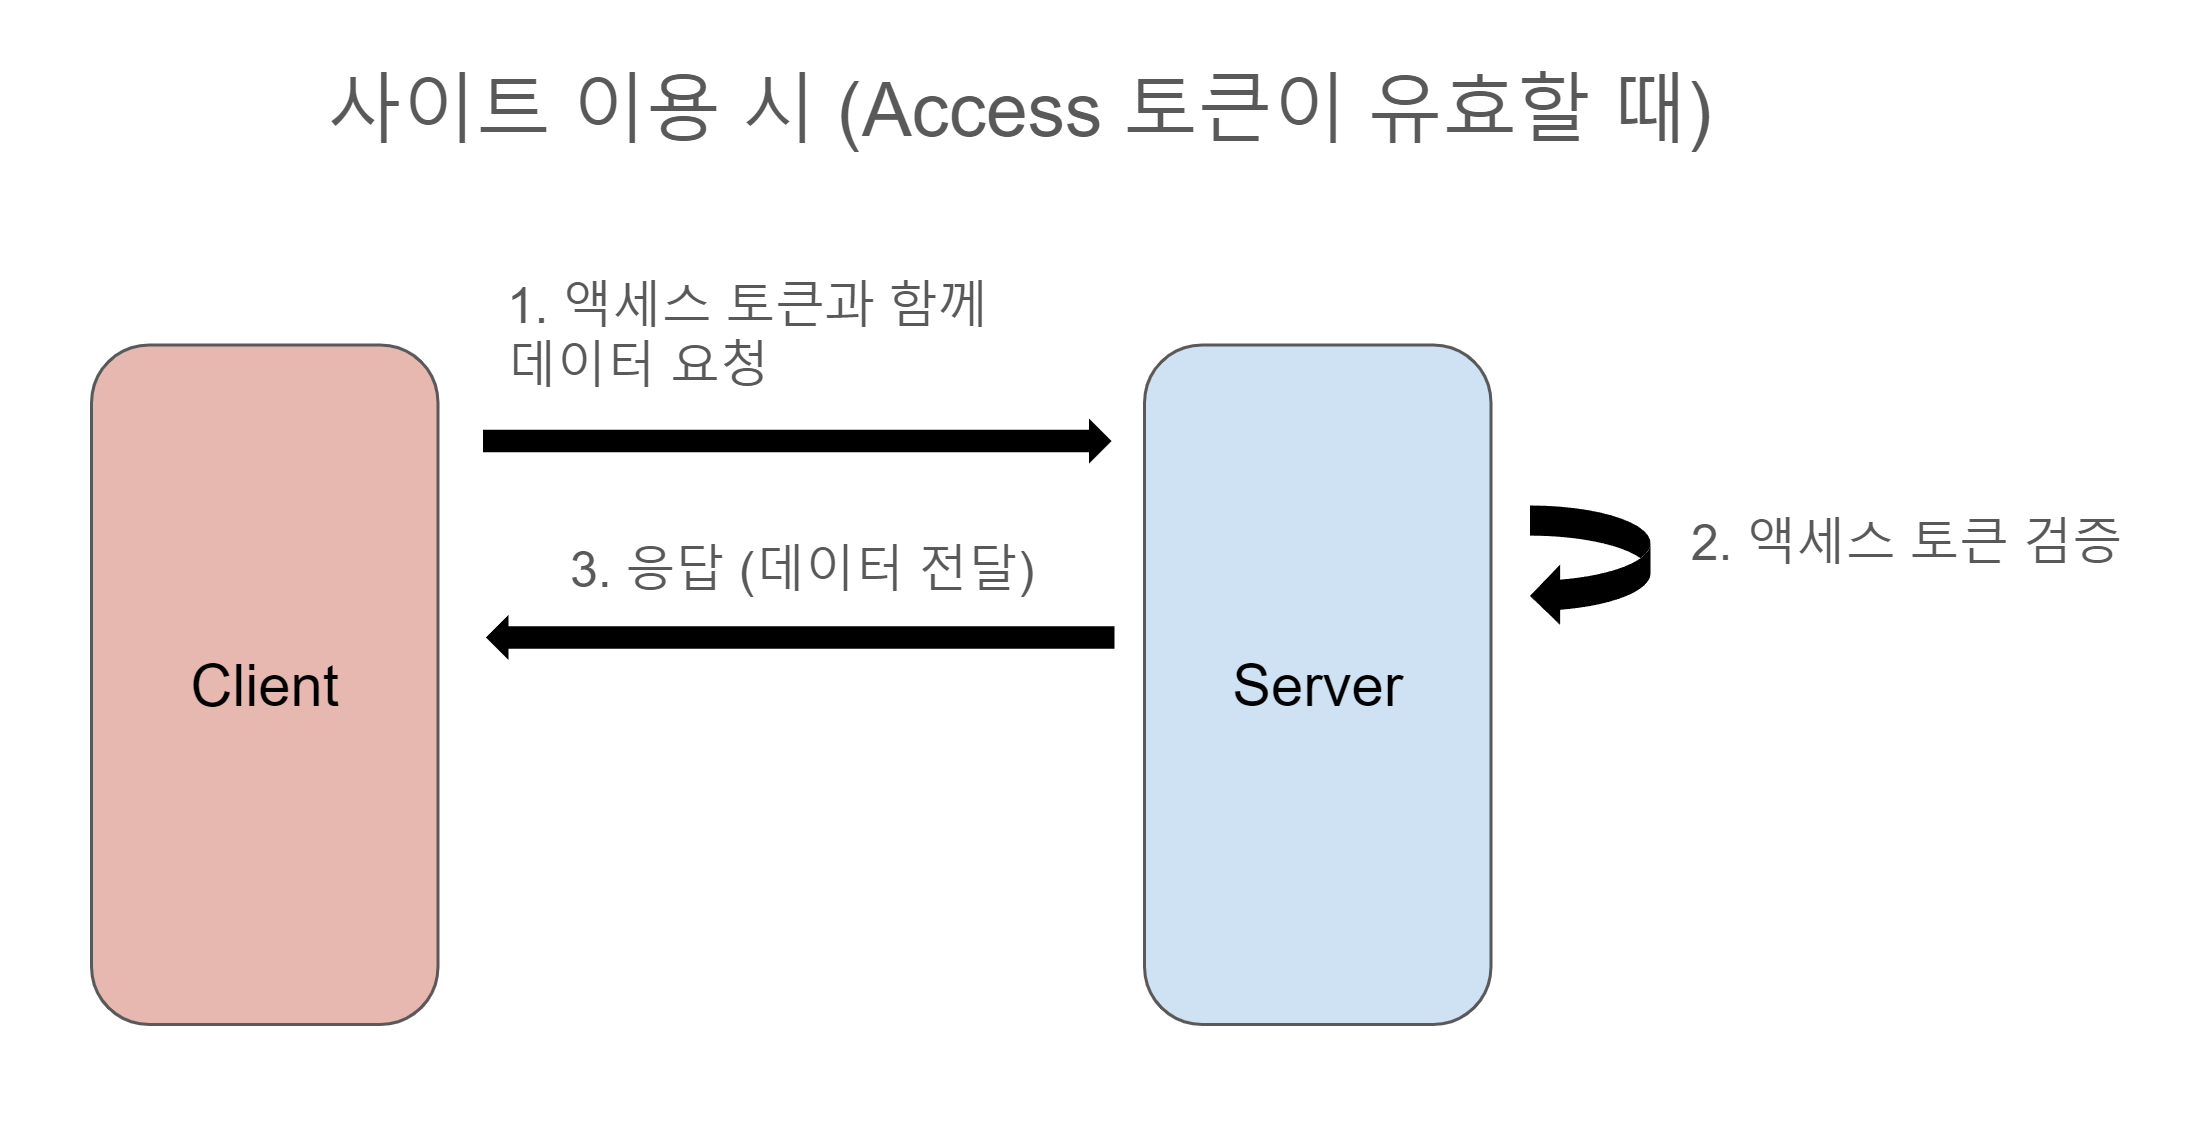 사이트 이용 시 (Access 토큰이 유효할 때)
1. 액세스 토큰과 함께
데이터 요청
2. 액세스 토큰 검증
3. 응답 (데이터 전달)
Client
Server